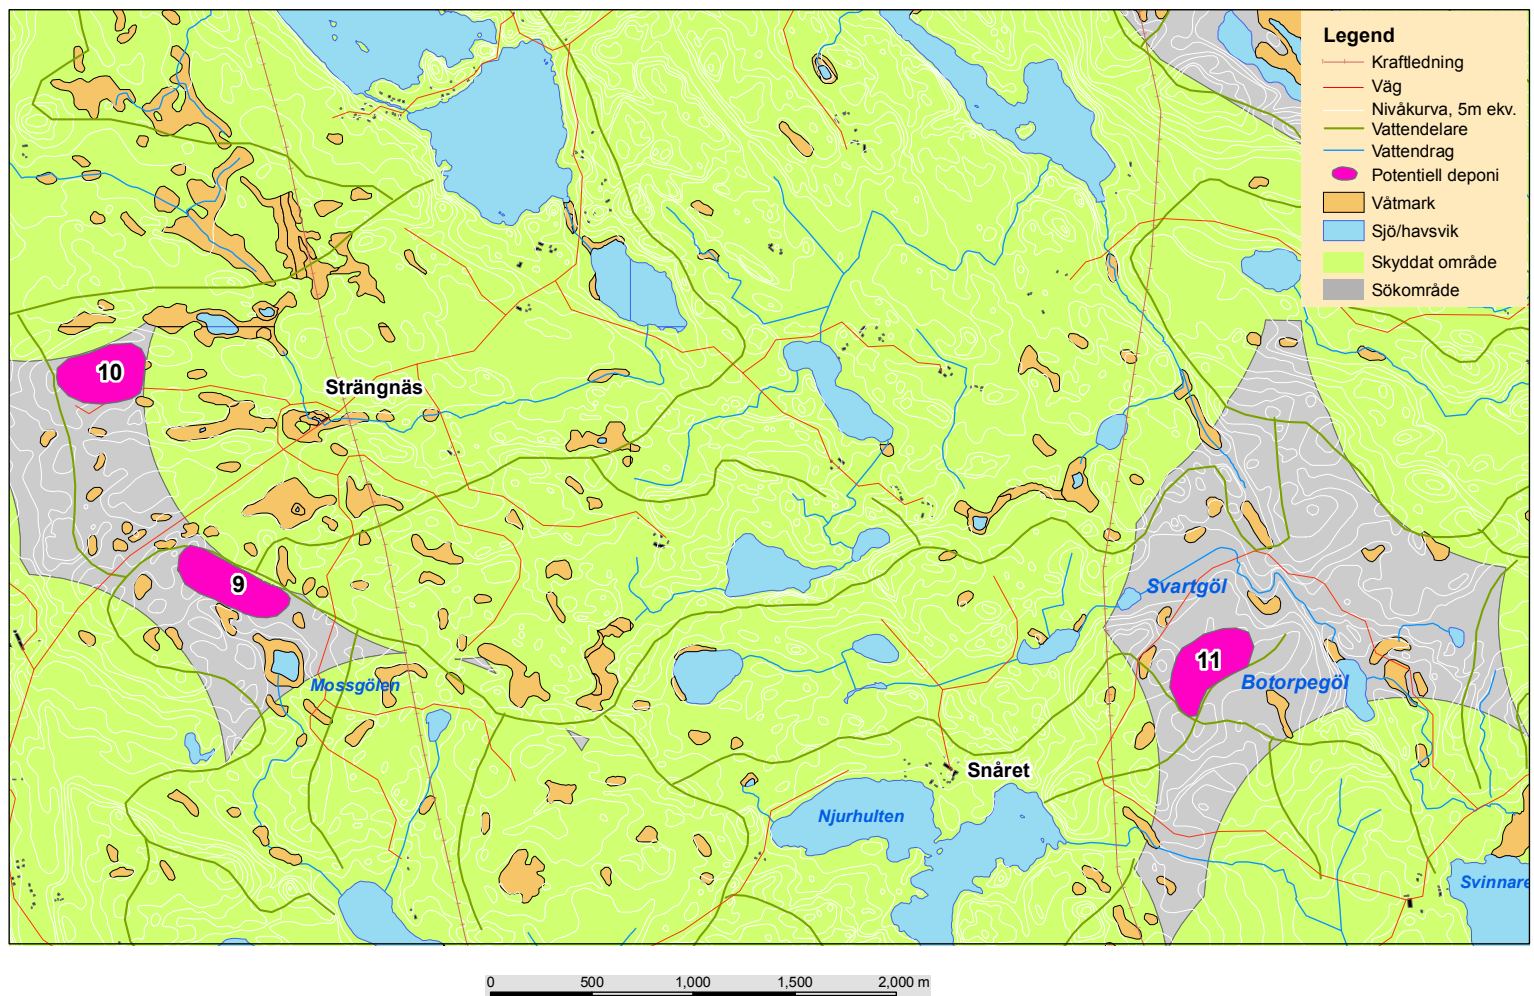 Legend
Kraftledning
Väg
Nivåkurva, 5m ekv.
Vattendelare
Vattendrag
Potentiell deponi
Våtmark
Sjö/havsvik
Skyddat område
Sökområde
10
Strängnäs
9
Svartgöl
11
Mossgölen
Botorpegöl
Snåret
Njurhulten
Svinnare
0 500 1,000 1,500 2,000 m